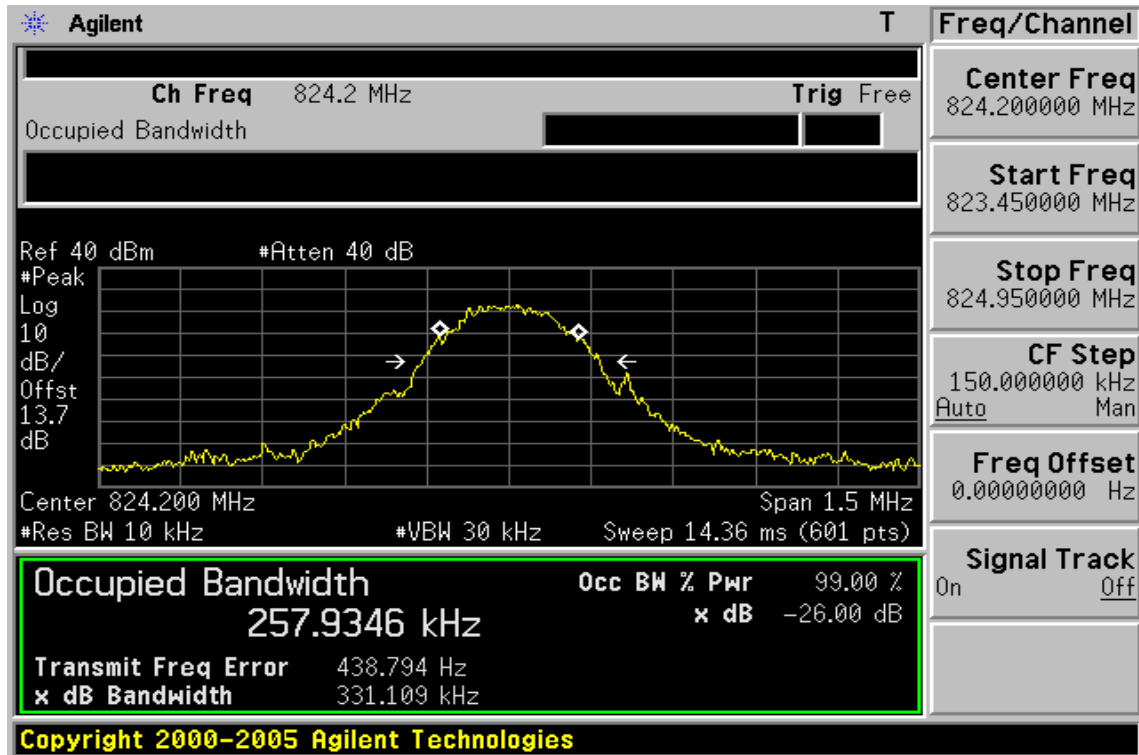 Agilent T
Ch Freq 824.2 MHz Trig Free
Occupied Bandwidth
Ref 40 dBm #Atten 40 dB
#Peak
Log
10
dB/
Offst
13.7
dB
Center 824.200 MHz Span 1.5 MHz
#Res BW 10 kHz #VBW 30 kHz Sweep 14.36 ms (601 pts)
Occupied Bandwidth Occ BW % Pwr 99.00 %
257.9346 kHz x dB -26.00 dB
Transmit Freq Error 438.794 Hz
x dB Bandwidth 331.109 kHz
Copyright 2000-2005 Agilent Technologies
Freq/Channel
Center Freq
824.200000 MHz
Start Freq
823.450000 MHz
Stop Freq
824.950000 MHz
CF Step
150.000000 kHz
Auto Man
Freq Offset
0.00000000 Hz
Signal Track
On Off